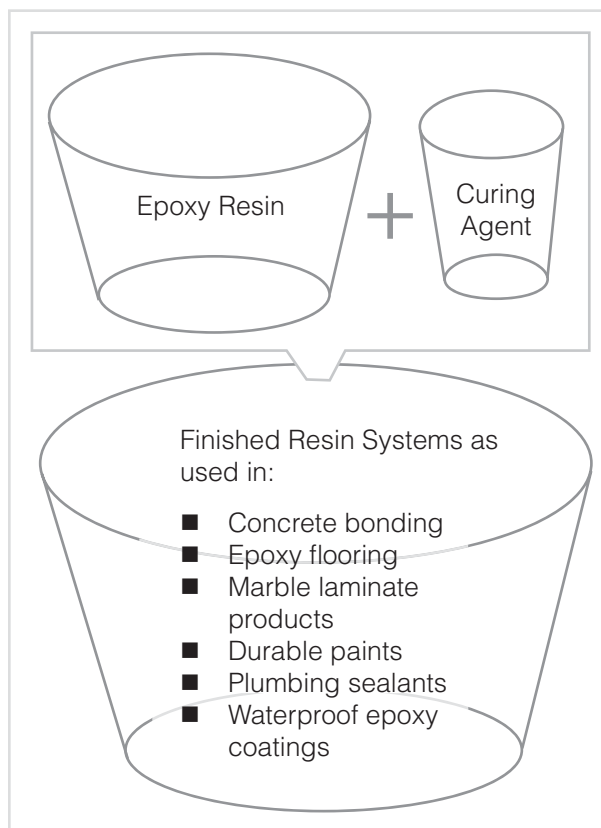 Epoxy Resin
+
Curing
Agent
Finished Resin Systems as
used in:
■ Concrete bonding
■ Epoxy flooring
■ Marble laminate
products
■ Durable paints
■ Plumbing sealants
■ Waterproof epoxy
coatings